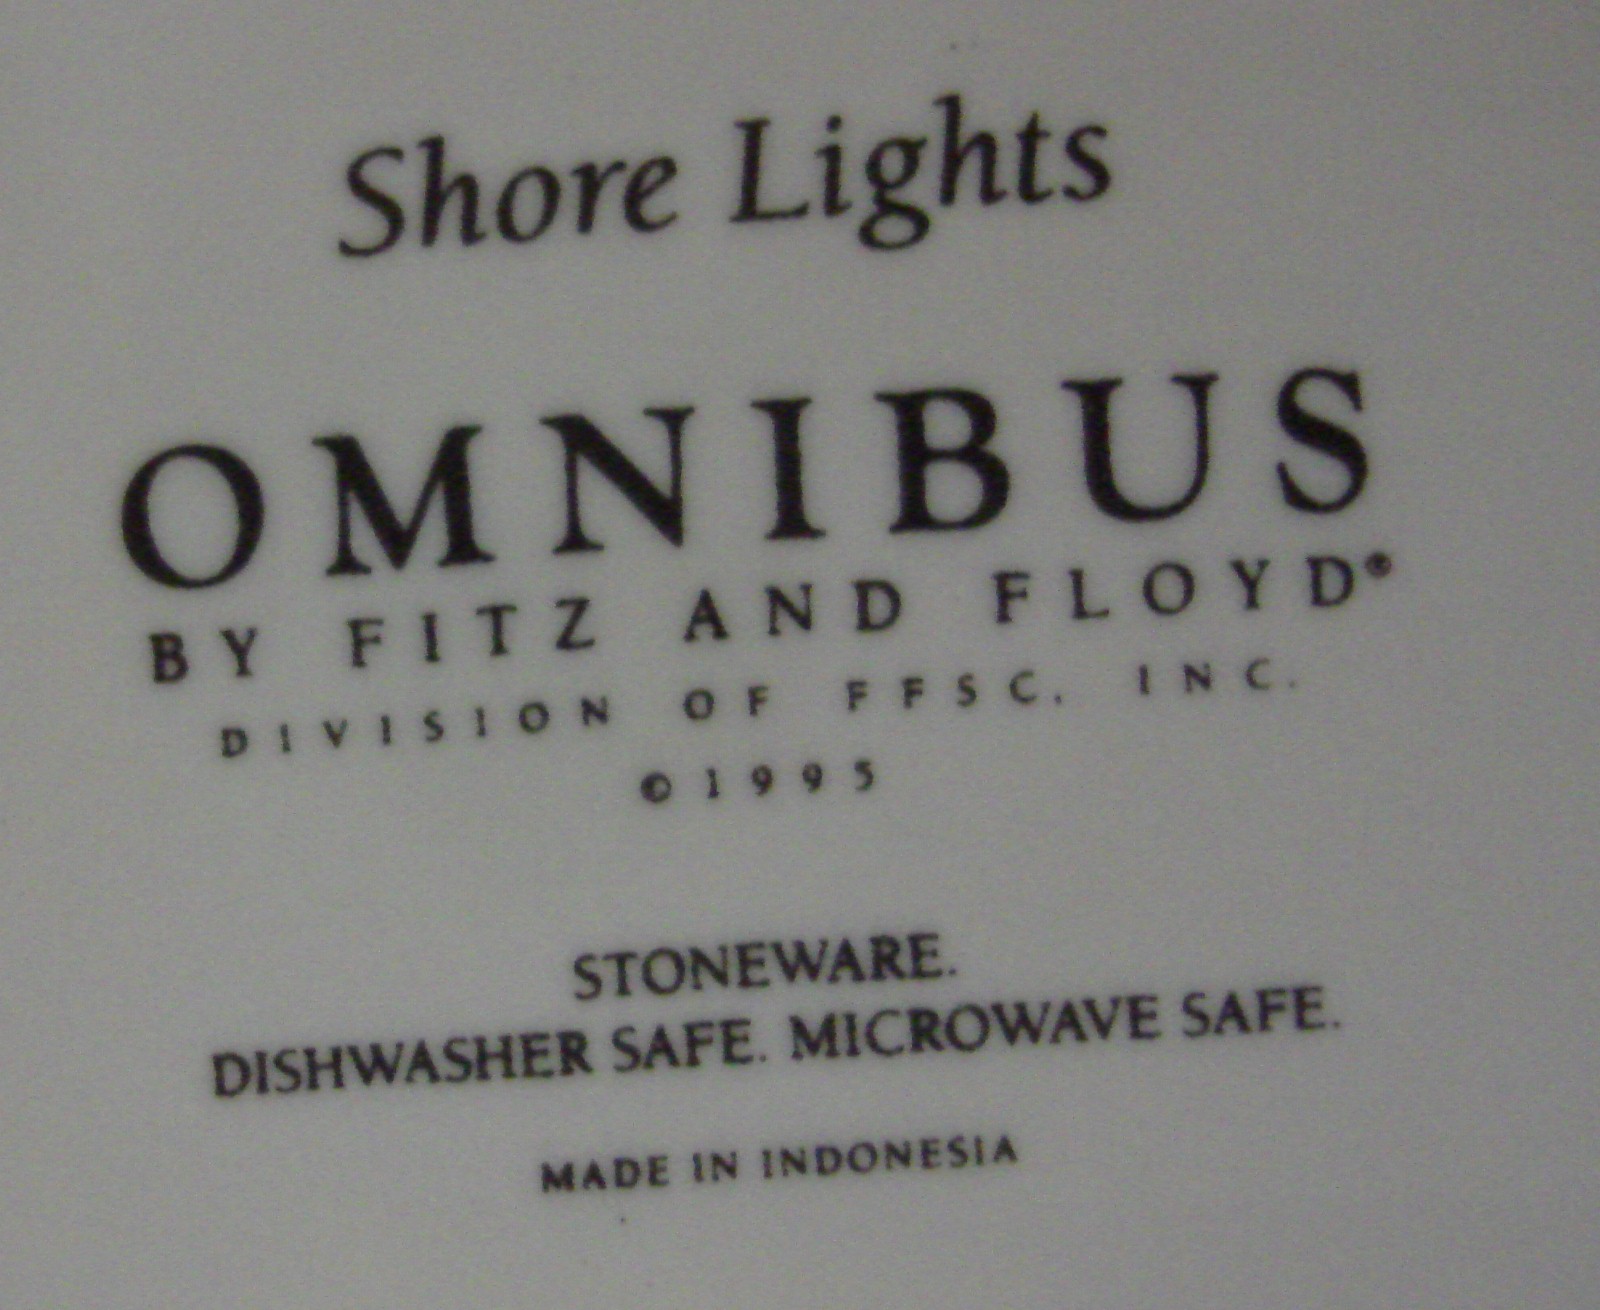 Shore Lights
OMNIBUS
BY FITZ AND FLOYD®
DIVISION OF FFSC, INC.
©1995
STONEWARE.
DISHWASHER SAFE. MICROWAVE SAFE.
MADE IN INDONESIA